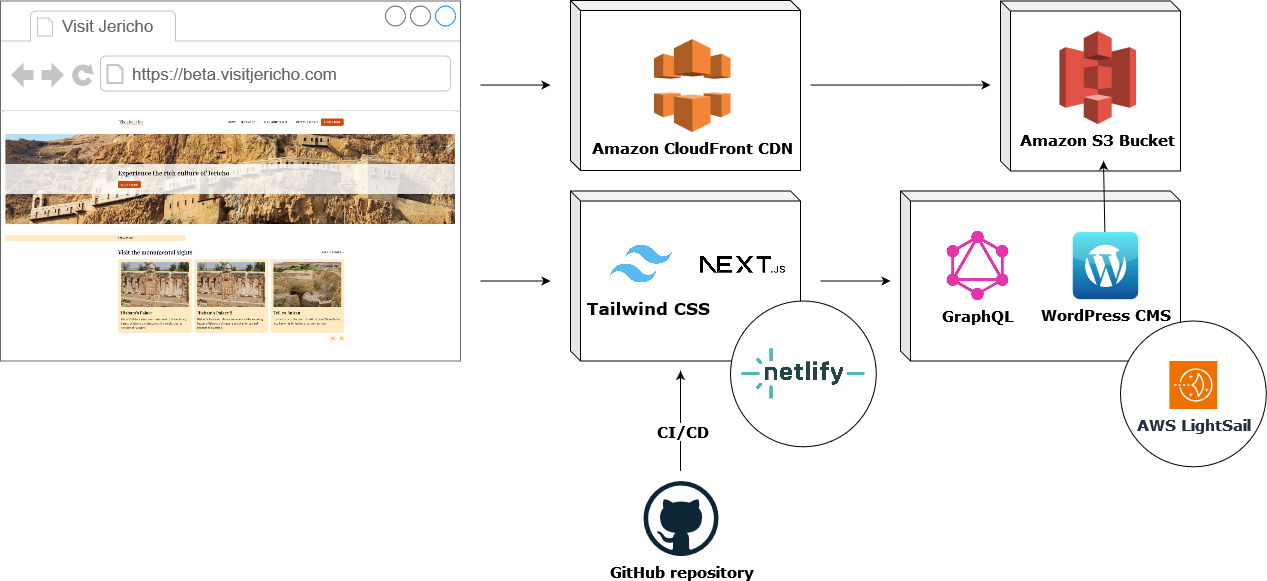 Visit Jericho
https://beta.visitjericho.com
Visit Jericho
Experience the rich culture of Jericho
Visit the monumental sights
Hisham's Palace
Hisham's Palace 2
Tell es-Sultan
Amazon CloudFront CDN
Amazon S3 Bucket
Tailwind CSS
NEXT.JS
GraphQL
WordPress CMS
netlify
AWS LightSail
CI/CD
GitHub repository